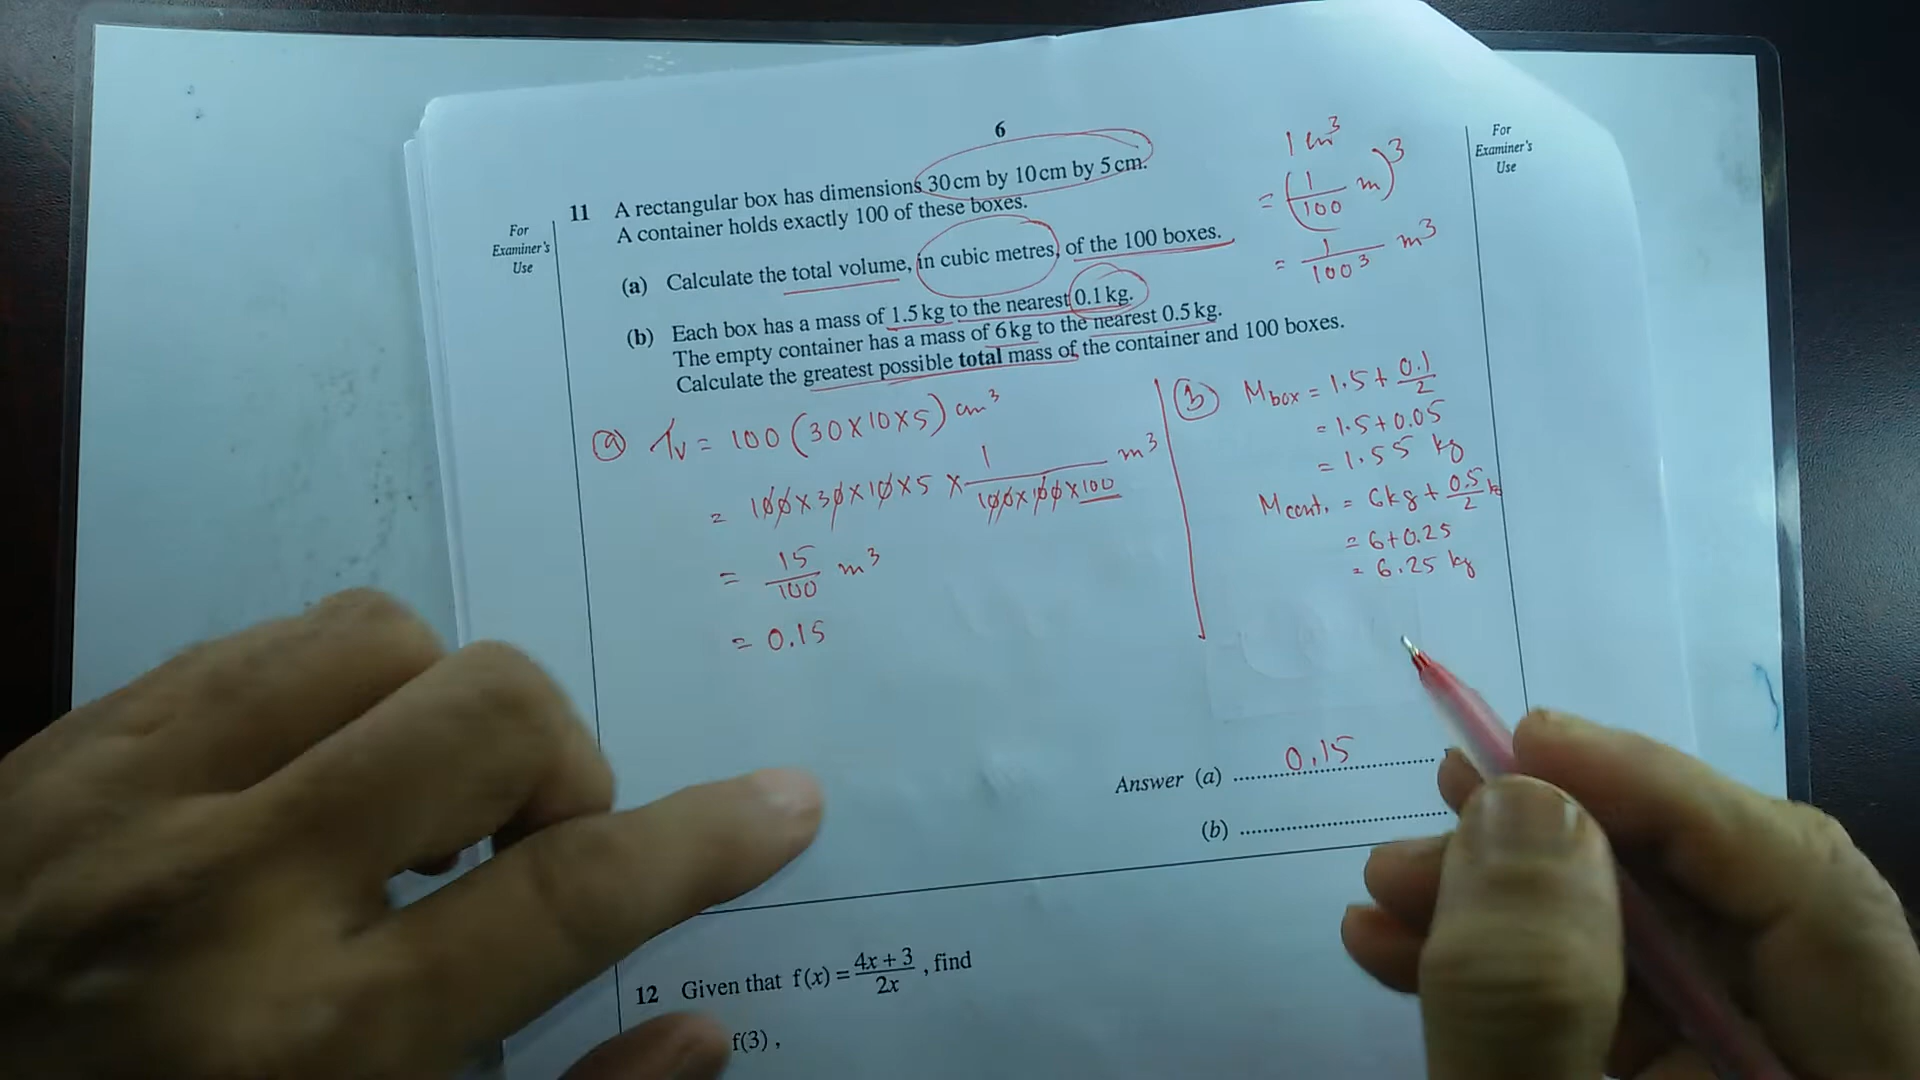 6
For
Examiner's
Use
For
Examiner's
Use
11 A rectangular box has dimensions 30 cm by 10 cm by 5 cm.
A container holds exactly 100 of these boxes.
(a) Calculate the total volume, in cubic metres, of the 100 boxes.
(b) Each box has a mass of 1.5 kg to the nearest 0.1 kg.
The empty container has a mass of 6 kg to the nearest 0.5 kg.
Calculate the greatest possible total mass of the container and 100 boxes.
1 cm³
= (1/100 m)³
= 1/100³ m³
(a) Tv = 100 (30×10×5) cm³
= 100×30×10×5 × 1/(100×100×100) m³
= 15/100 m³
= 0.15
(b) Mbox = 1.5 + 0.1/2
= 1.5 + 0.05
= 1.55 kg
Mcont. = 6kg + 0.5/2 k
= 6+0.25
= 6.25 kg
Answer (a) 0.15
(b)
12 Given that f(x) = (4x + 3)/2x , find
f(3) ,